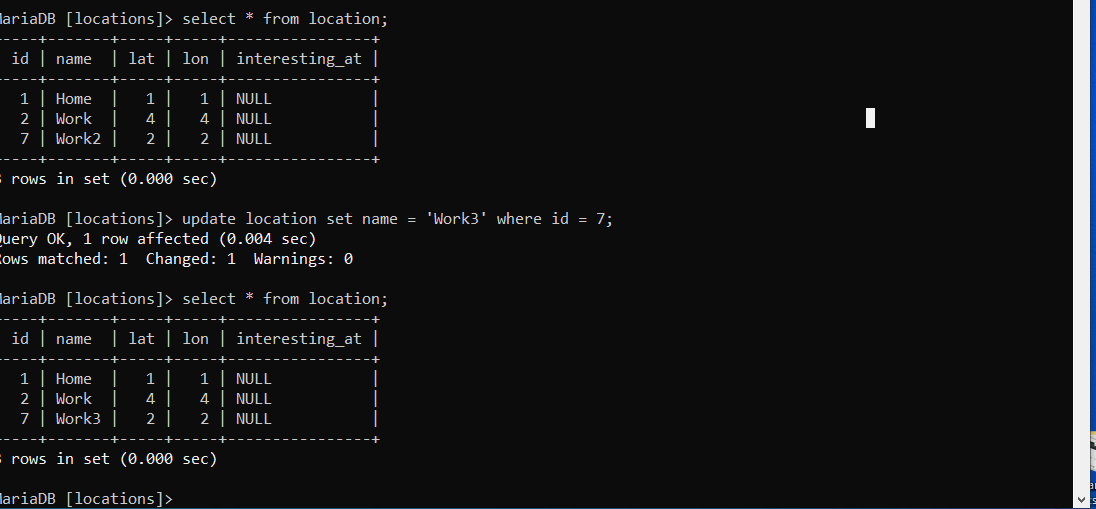 MariaDB [locations]> select * from location;
-----+-------+-----+-----+----------------+
 id | name  | lat | lon | interesting_at |
-----+-------+-----+-----+----------------+
  1 | Home  |   1 |   1 | NULL           |
  2 | Work  |   4 |   4 | NULL           |
  7 | Work2 |   2 |   2 | NULL           |
-----+-------+-----+-----+----------------+
3 rows in set (0.000 sec)
MariaDB [locations]> update location set name = 'Work3' where id = 7;
Query OK, 1 row affected (0.004 sec)
Rows matched: 1  Changed: 1  Warnings: 0
MariaDB [locations]> select * from location;
-----+-------+-----+-----+----------------+
 id | name  | lat | lon | interesting_at |
-----+-------+-----+-----+----------------+
  1 | Home  |   1 |   1 | NULL           |
  2 | Work  |   4 |   4 | NULL           |
  7 | Work3 |   2 |   2 | NULL           |
-----+-------+-----+-----+----------------+
3 rows in set (0.000 sec)
MariaDB [locations]>